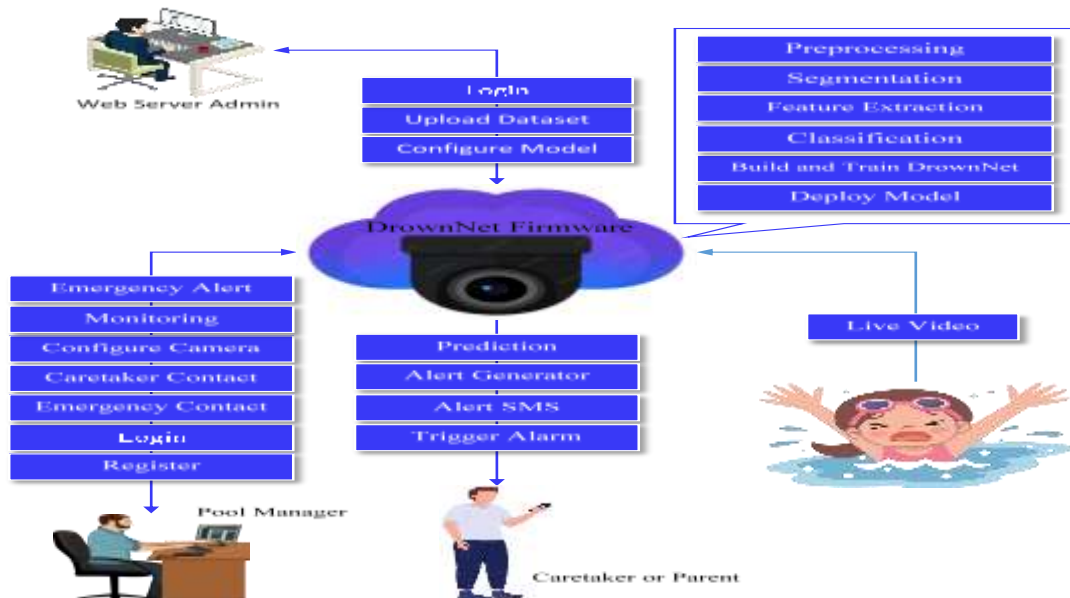 Web Server Admin
Login
Upload Dataset
Configure Model
Preprocessing
Segmentation
Feature Extraction
Classification
Build and Train DrownNet
Deploy Model
DrownNet Firmware
Emergency Alert
Monitoring
Configure Camera
Caretaker Contact
Emergency Contact
Login
Register
Pool Manager
Prediction
Alert Generator
Alert SMS
Trigger Alarm
Caretaker or Parent
Live Video